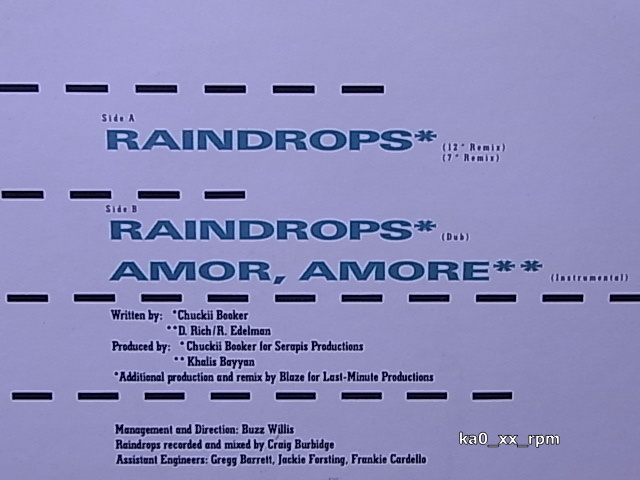 Side A
RAINDROPS* (12" Remix)
(7" Remix)
Side B
RAINDROPS* (Dub)
AMOR, AMORE** (Instrumental)
Written by: *Chuckii Booker
**D. Rich/R. Edelman
Produced by: *Chuckii Booker for Serapis Productions
**Khalis Bayyan
*Additional production and remix by Blaze for Last-Minute Productions
Management and Direction: Buzz Willis
Raindrops recorded and mixed by Craig Burbidge
Assistant Engineers: Gregg Barrett, Jackie Forsting, Frankie Cardello
ka0_xx_rpm